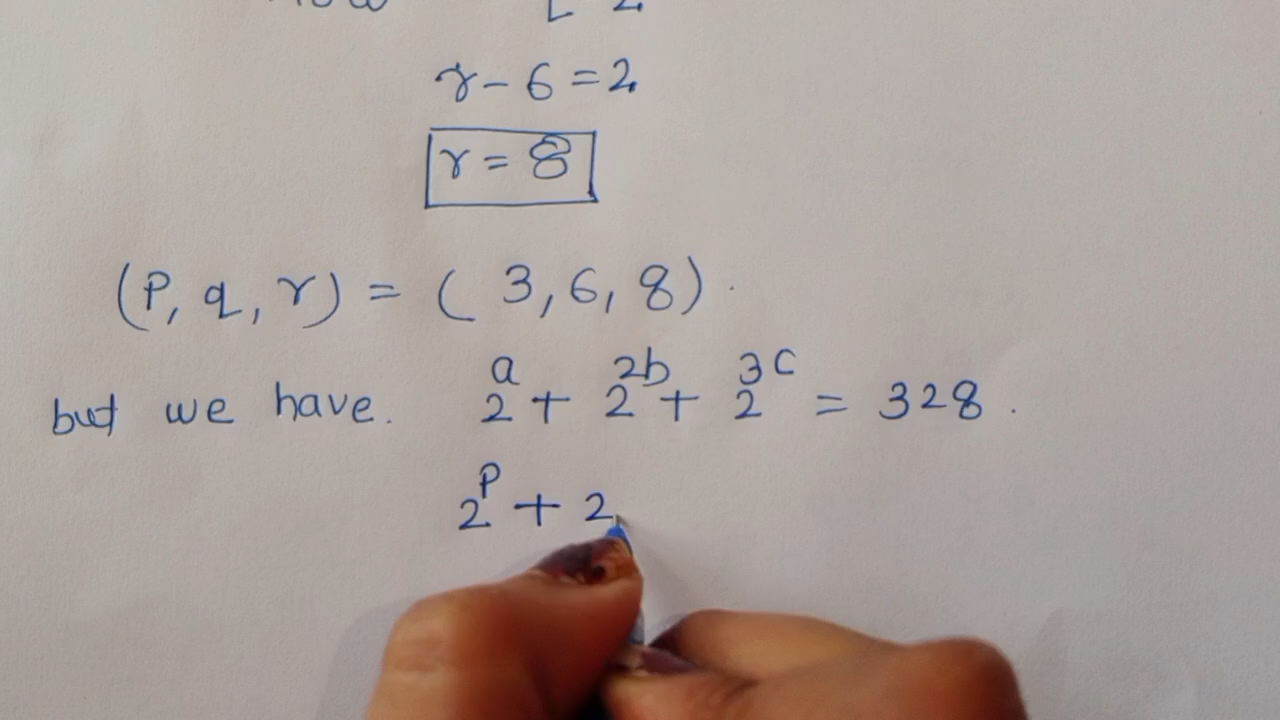 r - 6 = 2
r = 8
(P, q, r) = ( 3, 6, 8) .
but we have. 2^a + 2^2b + 2^3c = 328 .
2^P + 2